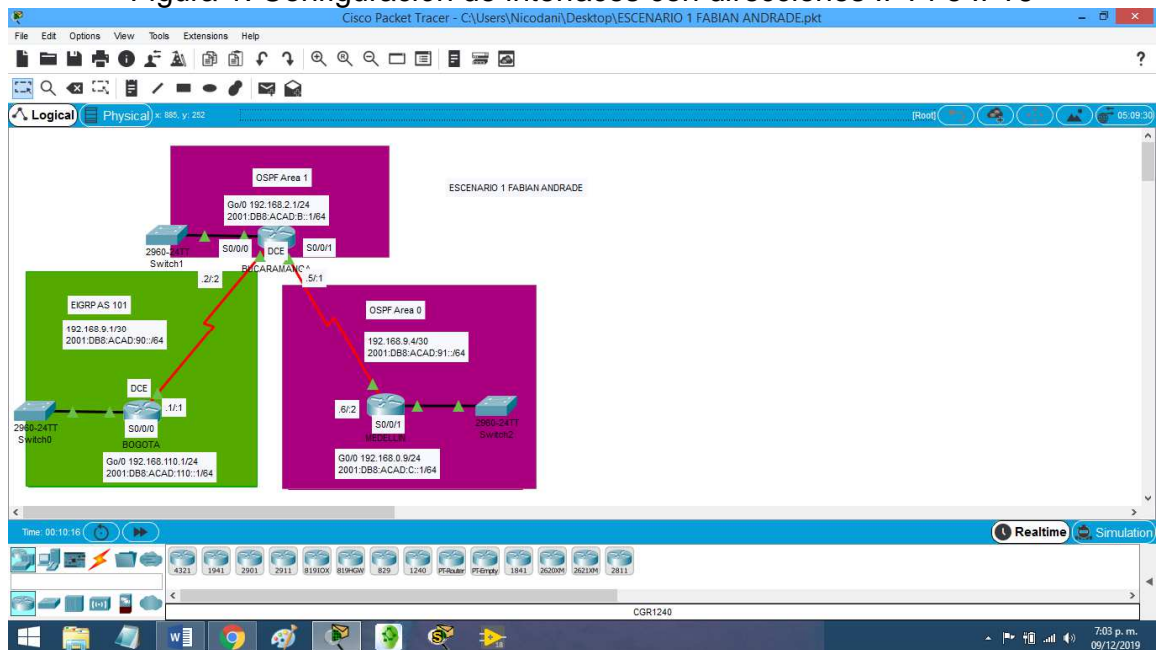 Figura 1. Configuración de interfaces con direcciones IPV4 e IPV6
Cisco Packet Tracer - C:\Users\Nicodani\Desktop\ESCENARIO 1 FABIAN ANDRADE.pkt
File Edit Options View Tools Extensions Help
?
Logical Physical x: 885, y: 252 [Root] 05:09:30
OSPF Area 1
ESCENARIO 1 FABIAN ANDRADE
Go/0 192.168.2.1/24
2001:DB8:ACAD:B::1/64
2960-24TT
Switch1
S0/0/0
DCE
S0/0/1
BUCARAMANGA
.2/:2
.5/:1
EIGRP AS 101
192.168.9.1/30
2001:DB8:ACAD:90::/64
OSPF Area 0
192.168.9.4/30
2001:DB8:ACAD:91::/64
DCE
.1/:1
.6/:2
2960-24TT
Switch0
S0/0/0
BOGOTA
S0/0/1
MEDELLIN
2960-24TT
Switch2
Go/0 192.168.110.1/24
2001:DB8:ACAD:110::1/64
G0/0 192.168.0.9/24
2001:DB8:ACAD:C::1/64
Time: 00:10:16 Realtime Simulation
4321 1941 2901 2911 819IOX 819HGW 829 1240 PT-Router PT-Empty 1841 2620XM 2621XM 2811
CGR1240
7:03 p. m.
09/12/2019